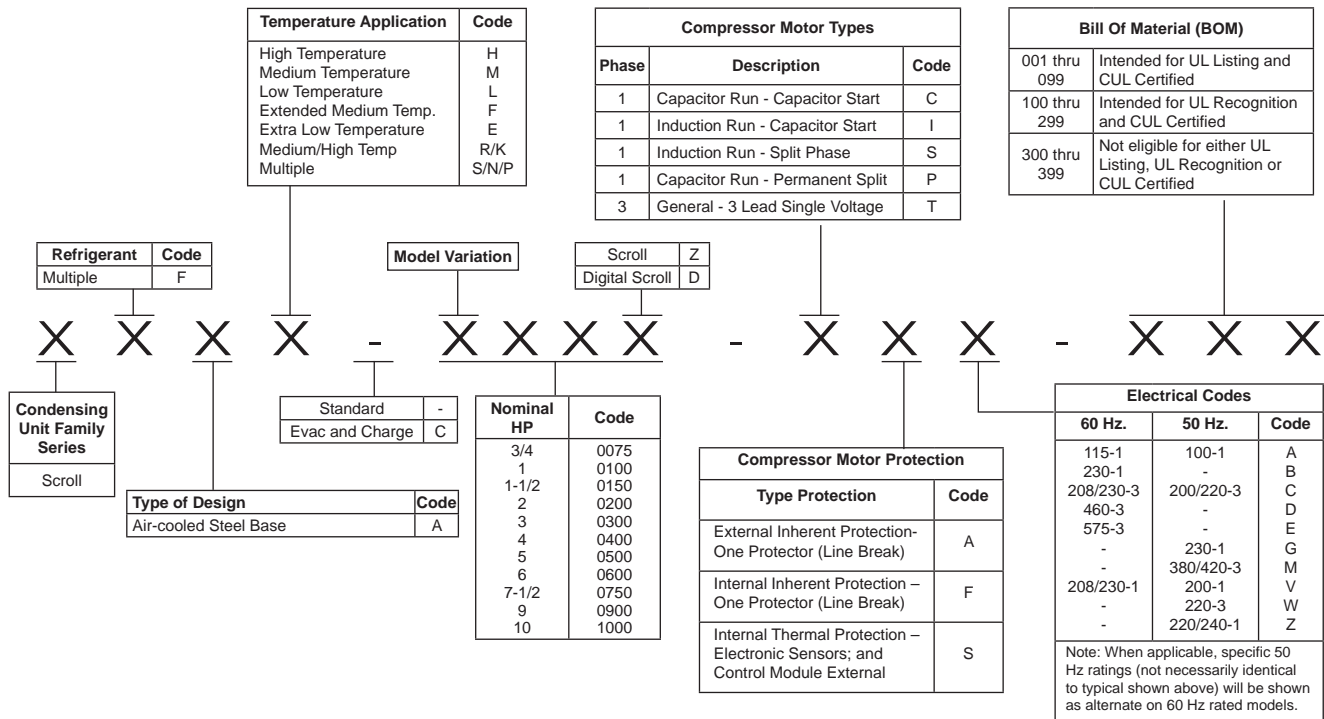 Temperature Application Code
High Temperature H
Medium Temperature M
Low Temperature L
Extended Medium Temp. F
Extra Low Temperature E
Medium/High Temp R/K
Multiple S/N/P
Compressor Motor Types
Phase Description Code
1 Capacitor Run - Capacitor Start C
1 Induction Run - Capacitor Start I
1 Induction Run - Split Phase S
1 Capacitor Run - Permanent Split P
3 General - 3 Lead Single Voltage T
Bill Of Material (BOM)
001 thru
099
Intended for UL Listing and
CUL Certified
100 thru
299
Intended for UL Recognition
and CUL Certified
300 thru
399
Not eligible for either UL
Listing, UL Recognition or
CUL Certified
Refrigerant Code
Multiple F
Model Variation
Scroll Z
Digital Scroll D
X X X X - X X X X - X X X - X X X
Condensing
Unit Family
Series
Scroll
Type of Design Code
Air-cooled Steel Base A
Standard -
Evac and Charge C
Nominal
HP
Code
3/4 0075
1 0100
1-1/2 0150
2 0200
3 0300
4 0400
5 0500
6 0600
7-1/2 0750
9 0900
10 1000
Compressor Motor Protection
Type Protection Code
External Inherent Protection-
One Protector (Line Break)
A
Internal Inherent Protection –
One Protector (Line Break)
F
Internal Thermal Protection –
Electronic Sensors; and
Control Module External
S
Electrical Codes
60 Hz. 50 Hz. Code
115-1 100-1 A
230-1 - B
208/230-3 200/220-3 C
460-3 - D
575-3 - E
- 230-1 G
- 380/420-3 M
208/230-1 200-1 V
- 220-3 W
- 220/240-1 Z
Note: When applicable, specific 50
Hz ratings (not necessarily identical
to typical shown above) will be shown
as alternate on 60 Hz rated models.